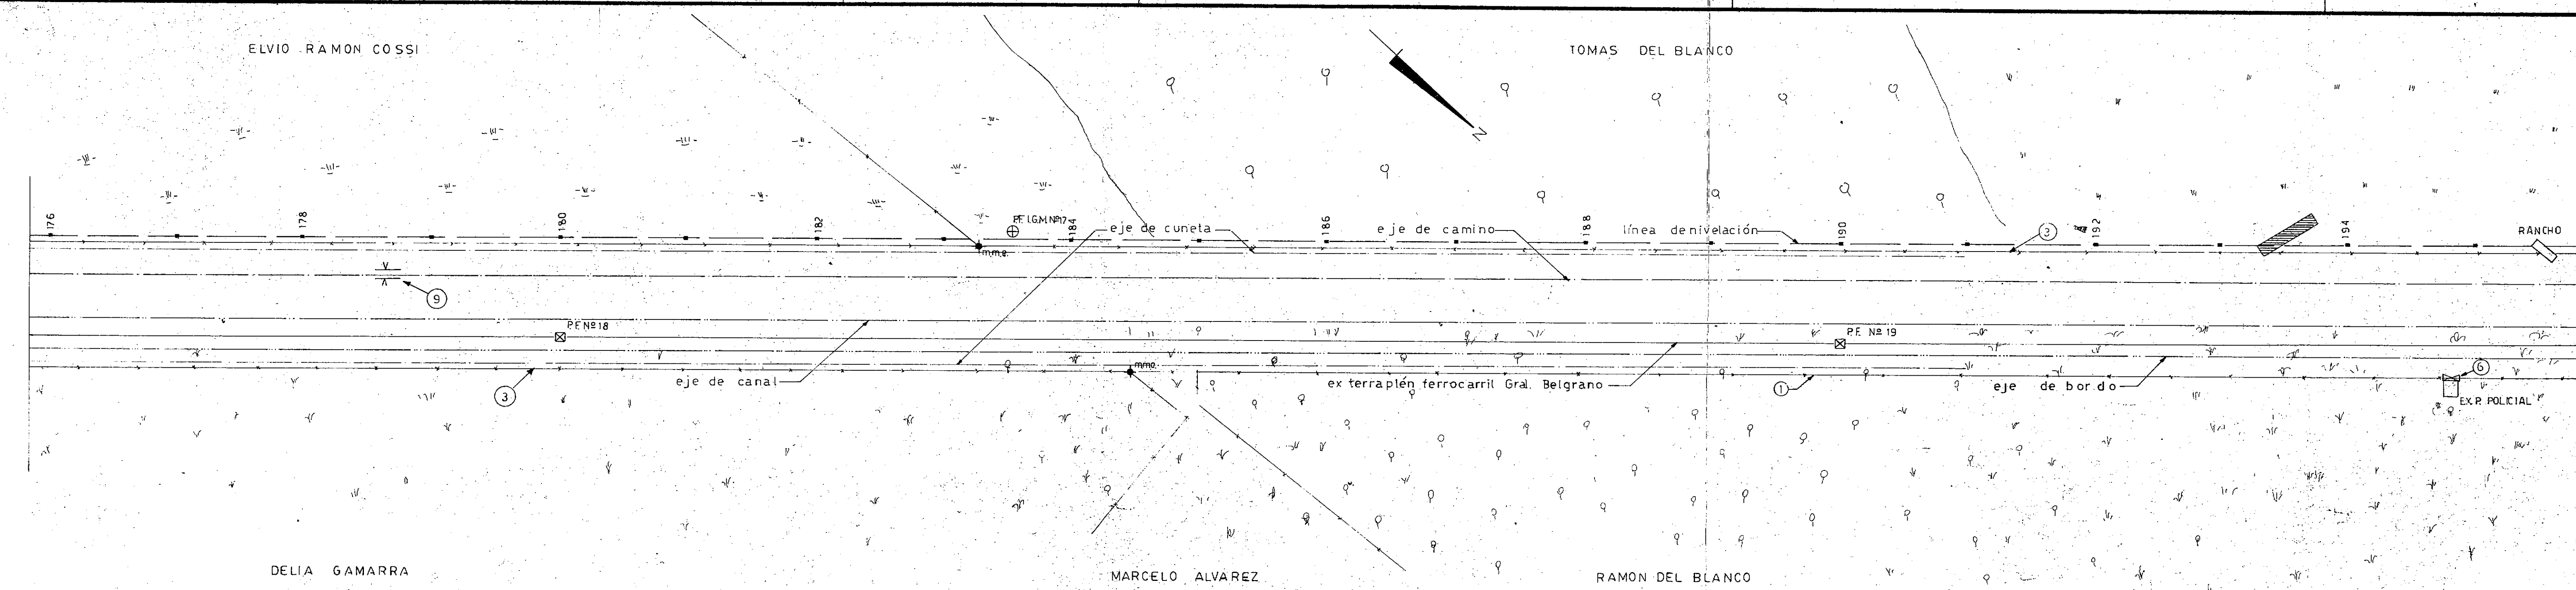 ELVIO RAMON COSSI
TOMAS DEL BLANCO
N
176
178
180
182
P.F. I.G.M. Nº17
184
186
188
190
192
194
eje de cuneta
eje de camino
línea de nivelación
3
RANCHO
m.m.e.
9
P.F. Nº 18
P.F. Nº 19
m.m.o.
3
eje de canal
ex terraplén ferrocarril Gral. Belgrano
1
eje de bordo
6
EX.P. POLICIAL
DELIA GAMARRA
MARCELO ALVAREZ
RAMON DEL BLANCO